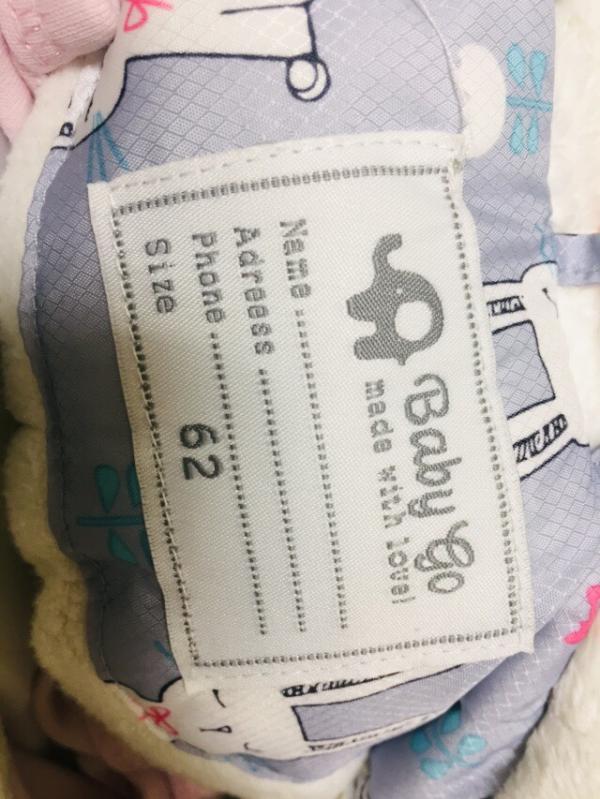 Baby Go
made with love!
Name
Adreess
Phone
Size 62